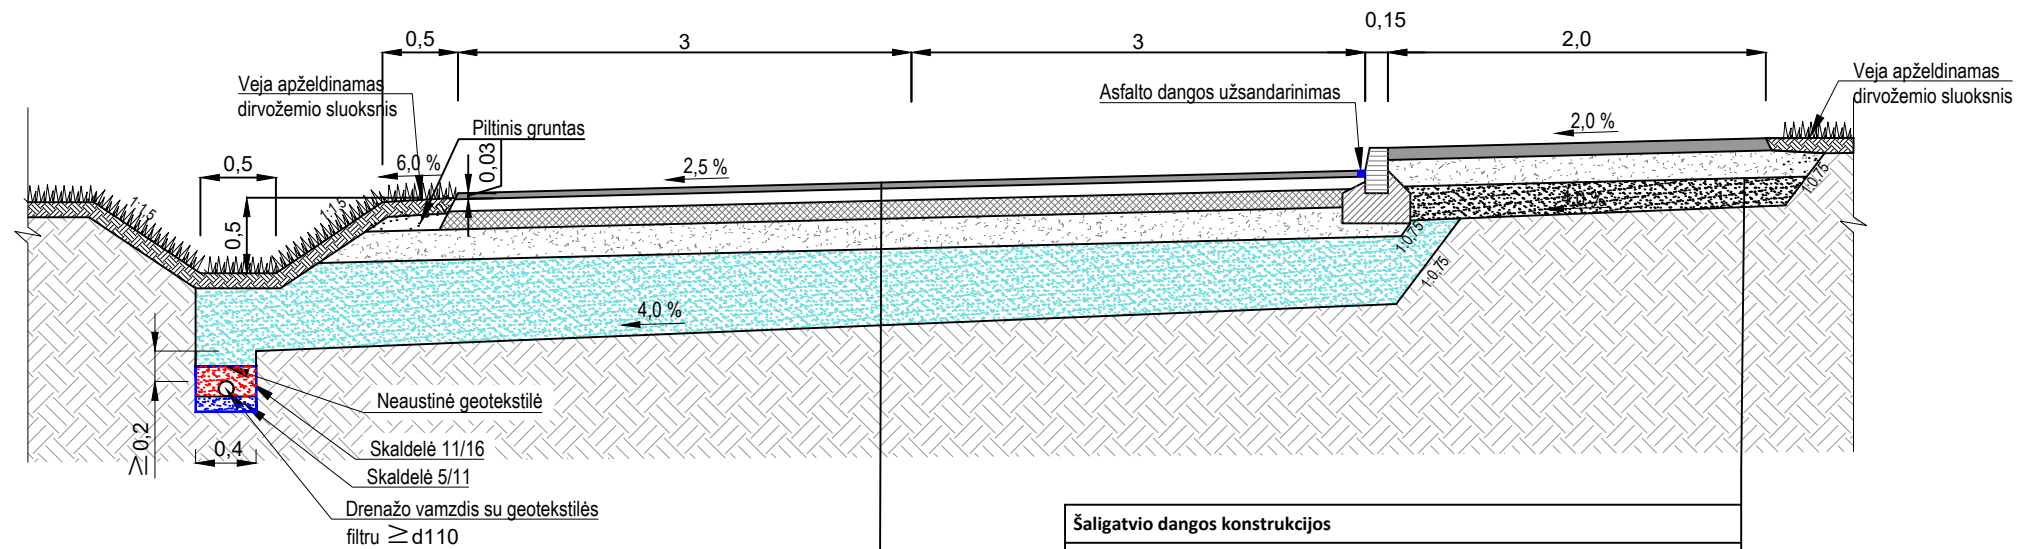 0,15
0,5
3
3
2,0
Veja apželdinamas
dirvožemio sluoksnis
Asfalto dangos užsandarinimas
Veja apželdinamas
dirvožemio sluoksnis
Piltinis gruntas
2,0 %
0,5
6,0 %
0,03
2,5 %
1:1,5
1:1,5
0,5
1:0,75
1:0,75
1:0,75
4,0 %
≥0,2
0,4
Neaustinė geotekstilė
Skaldelė 11/16
Skaldelė 5/11
Drenažo vamzdis su geotekstilės
filtru ≥ d110
Šaligatvio dangos konstrukcijos